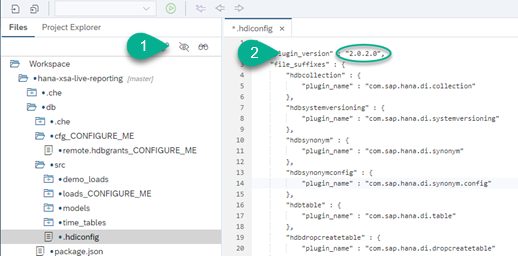 Files
Project Explorer
1
Workspace
hana-xsa-live-reporting [master]
.che
db
.che
cfg_CONFIGURE_ME
remote.hdbgrants_CONFIGURE_ME
src
demo_loads
loads_CONFIGURE_ME
models
time_tables
.hdiconfig
package.json
* .hdiconfig ×
2
2 plugin_version" : "2.0.2.0",
3 "file_suffixes" : {
4 "hdbcollection" : {
5 "plugin_name" : "com.sap.hana.di.collection"
6 },
7 "hdbsystemversioning" : {
8 "plugin_name" : "com.sap.hana.di.systemversioning"
9 },
10 "hdbsynonym" : {
11 "plugin_name" : "com.sap.hana.di.synonym"
12 },
13 "hdbsynonymconfig" : {
14 "plugin_name" : "com.sap.hana.di.synonym.config"
15 },
16 "hdbtable" : {
17 "plugin_name" : "com.sap.hana.di.table"
18 },
19 "hdbdropcreatetable" : {
20 "plugin_name" : "com.sap.hana.di.dropcreatetable"